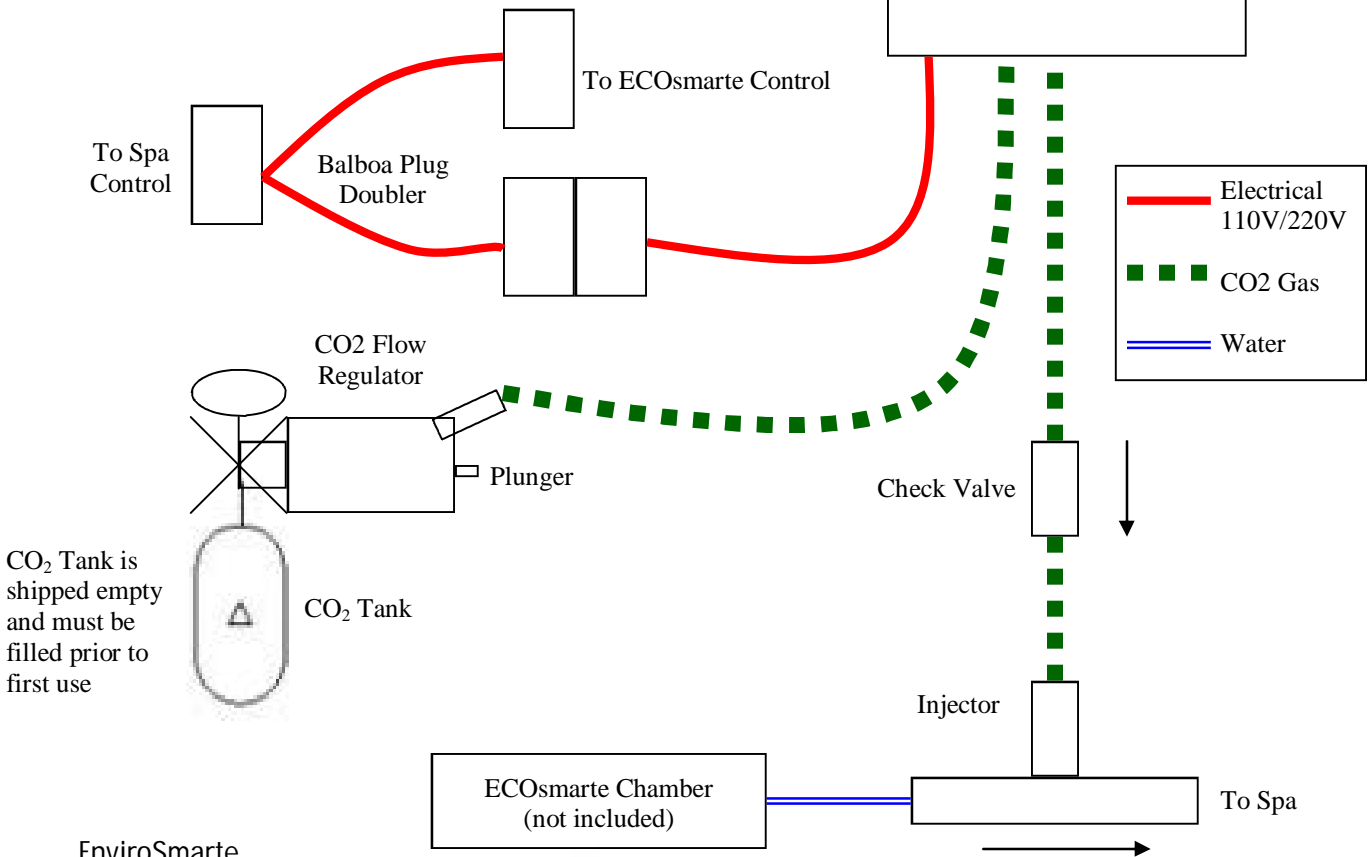 To ECOsmarte Control
To Spa
Control
Balboa Plug
Doubler
Electrical
110V/220V
CO2 Gas
Water
CO2 Flow
Regulator
Plunger
Check Valve
CO₂ Tank is
shipped empty
and must be
filled prior to
first use
CO₂ Tank
Injector
ECOsmarte Chamber
(not included)
To Spa
EnviroSmarte